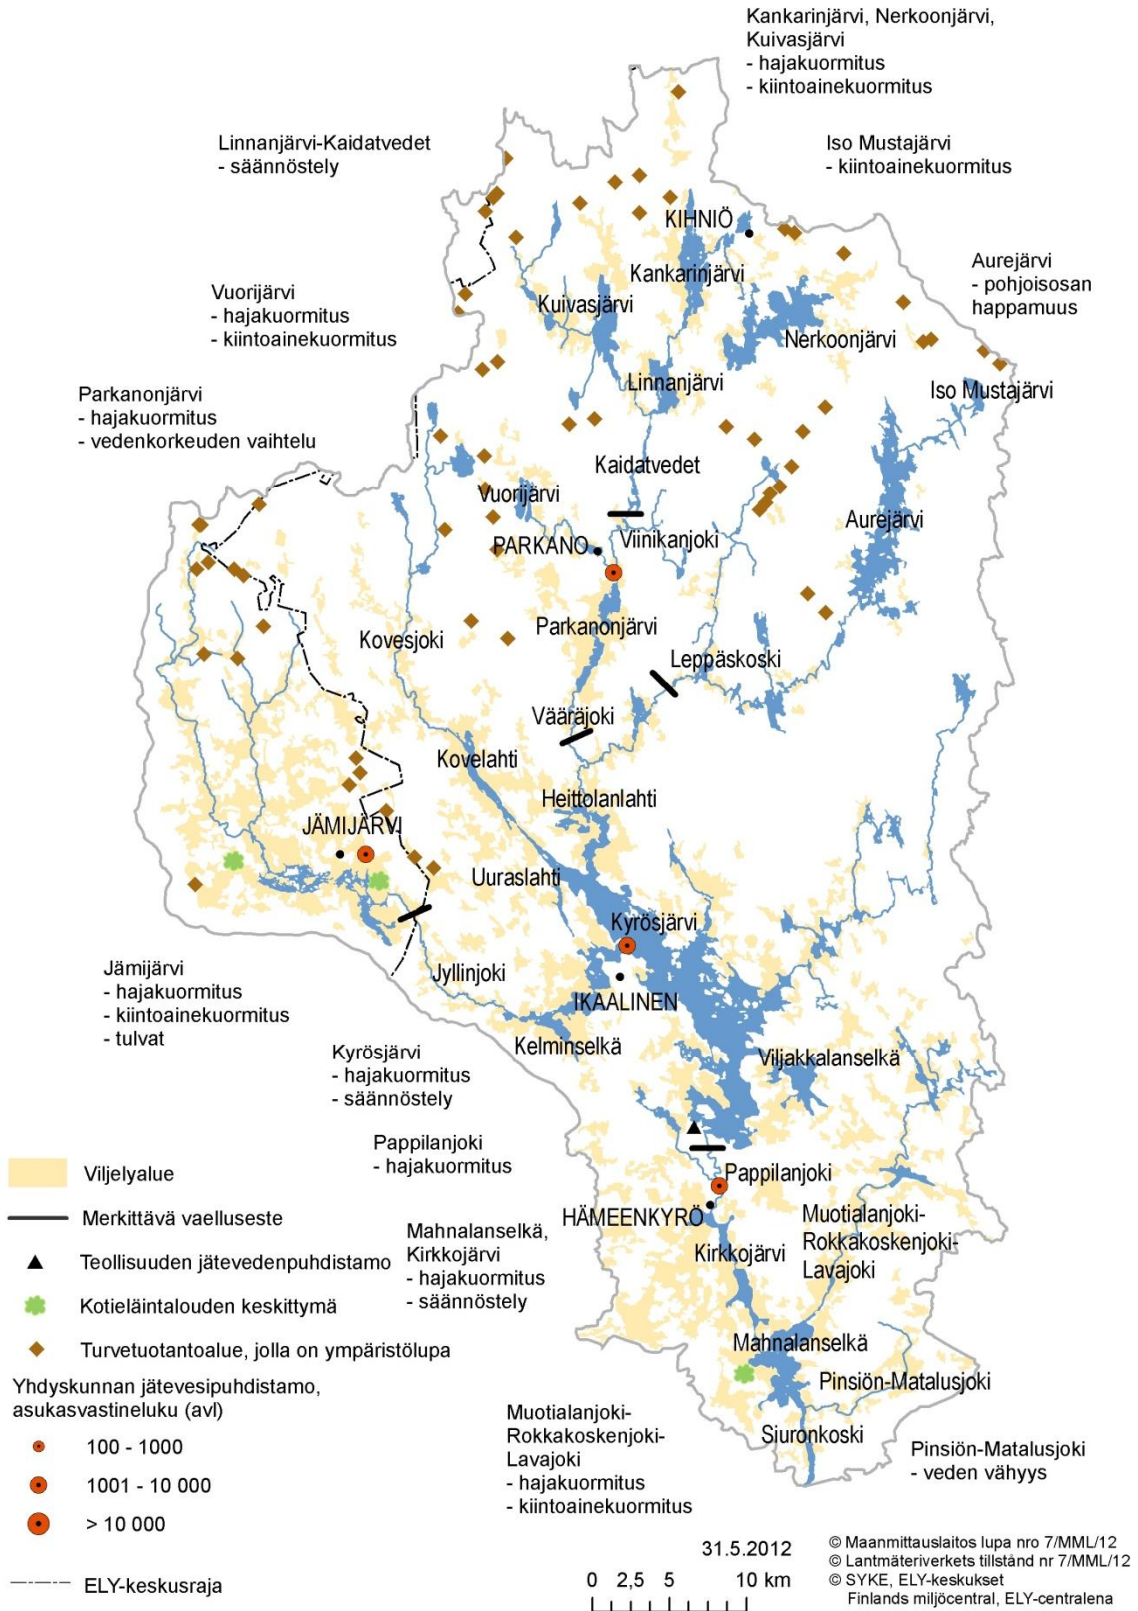 Kankarinjärvi, Nerkoonjärvi,
Kuivasjärvi
- hajakuormitus
- kiintoainekuormitus
Linnanjärvi-Kaidatvedet
- säännöstely
Iso Mustajärvi
- kiintoainekuormitus
KIHNIÖ
Kankarinjärvi
Aurejärvi
- pohjoisosan
happamuus
Vuorijärvi
- hajakuormitus
- kiintoainekuormitus
Kuivasjärvi
Nerkoonjärvi
Linnanjärvi
Iso Mustajärvi
Parkanonjärvi
- hajakuormitus
- vedenkorkeuden vaihtelu
Kaidatvedet
Vuorijärvi
Aurejärvi
Viinikanjoki
PARKANO
Parkanonjärvi
Kovesjoki
Leppäskoski
Vääräjoki
Kovelahti
Heittolanlahti
JÄMIJÄRVI
Uuraslahti
Kyrösjärvi
Jyllinjoki
IKAALINEN
Jämijärvi
- hajakuormitus
- kiintoainekuormitus
- tulvat
Kelminselkä
Viljakkalanselkä
Kyrösjärvi
- hajakuormitus
- säännöstely
Pappilanjoki
- hajakuormitus
Pappilanjoki
HÄMEENKYRÖ
Muotialanjoki-
Rokkakoskenjoki-
Lavajoki
Kirkkojärvi
Mahnalanselkä,
Kirkkojärvi
- hajakuormitus
- säännöstely
Mahnalanselkä
Pinsiön-Matalusjoki
Siuronkoski
Muotialanjoki-
Rokkakoskenjoki-
Lavajoki
- hajakuormitus
- kiintoainekuormitus
Pinsiön-Matalusjoki
- veden vähyys
Viljelyalue
Merkittävä vaelluseste
Teollisuuden jätevedenpuhdistamo
Kotieläintalouden keskittymä
Turvetuotantoalue, jolla on ympäristölupa
Yhdyskunnan jätevesipuhdistamo,
asukasvastineluku (avl)
100 - 1000
1001 - 10 000
> 10 000
ELY-keskusraja
31.5.2012
0 2,5 5 10 km
© Maanmittauslaitos lupa nro 7/MML/12
© Lantmäteriverkets tillstånd nr 7/MML/12
© SYKE, ELY-keskukset
Finlands miljöcentral, ELY-centralena